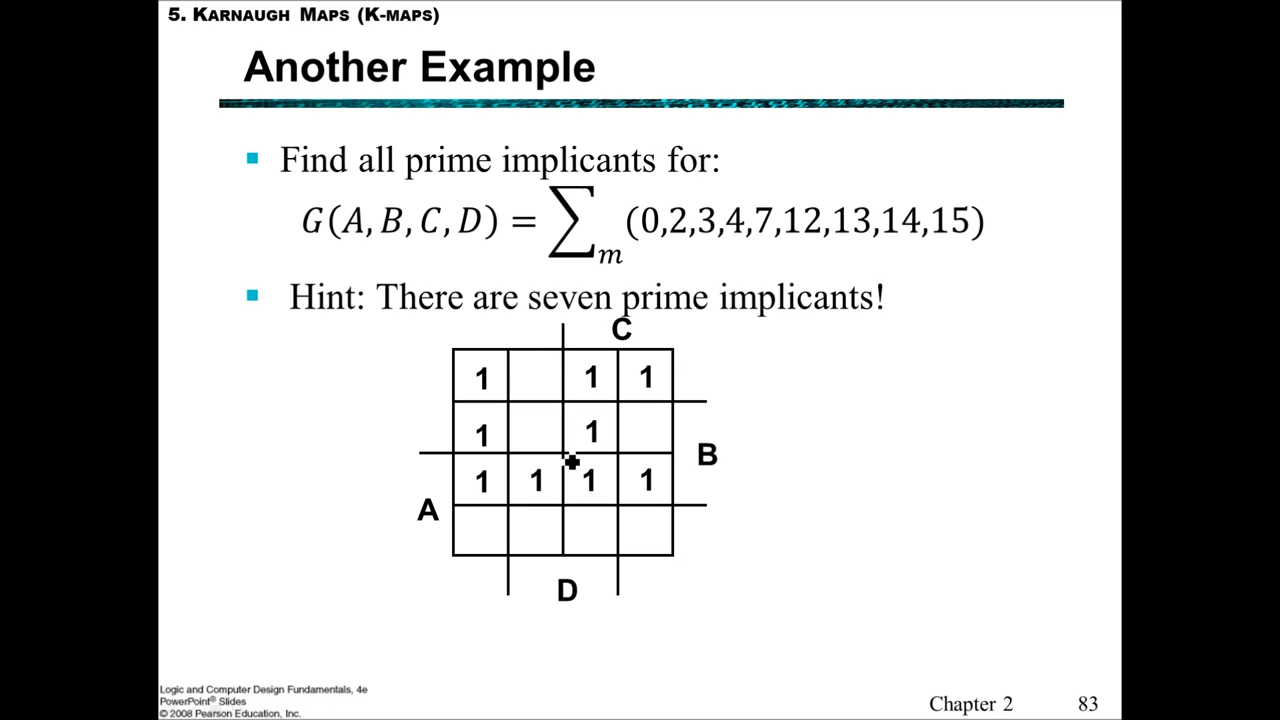 5. KARNAUGH MAPS (K-MAPS)
Another Example
Find all prime implicants for:
G(A, B, C, D) = ∑m (0,2,3,4,7,12,13,14,15)
Hint: There are seven prime implicants!
C
1 1 1
1 1
B
1 1 1 1
A
D
Logic and Computer Design Fundamentals, 4e
PowerPoint® Slides
© 2008 Pearson Education, Inc.
Chapter 2 83